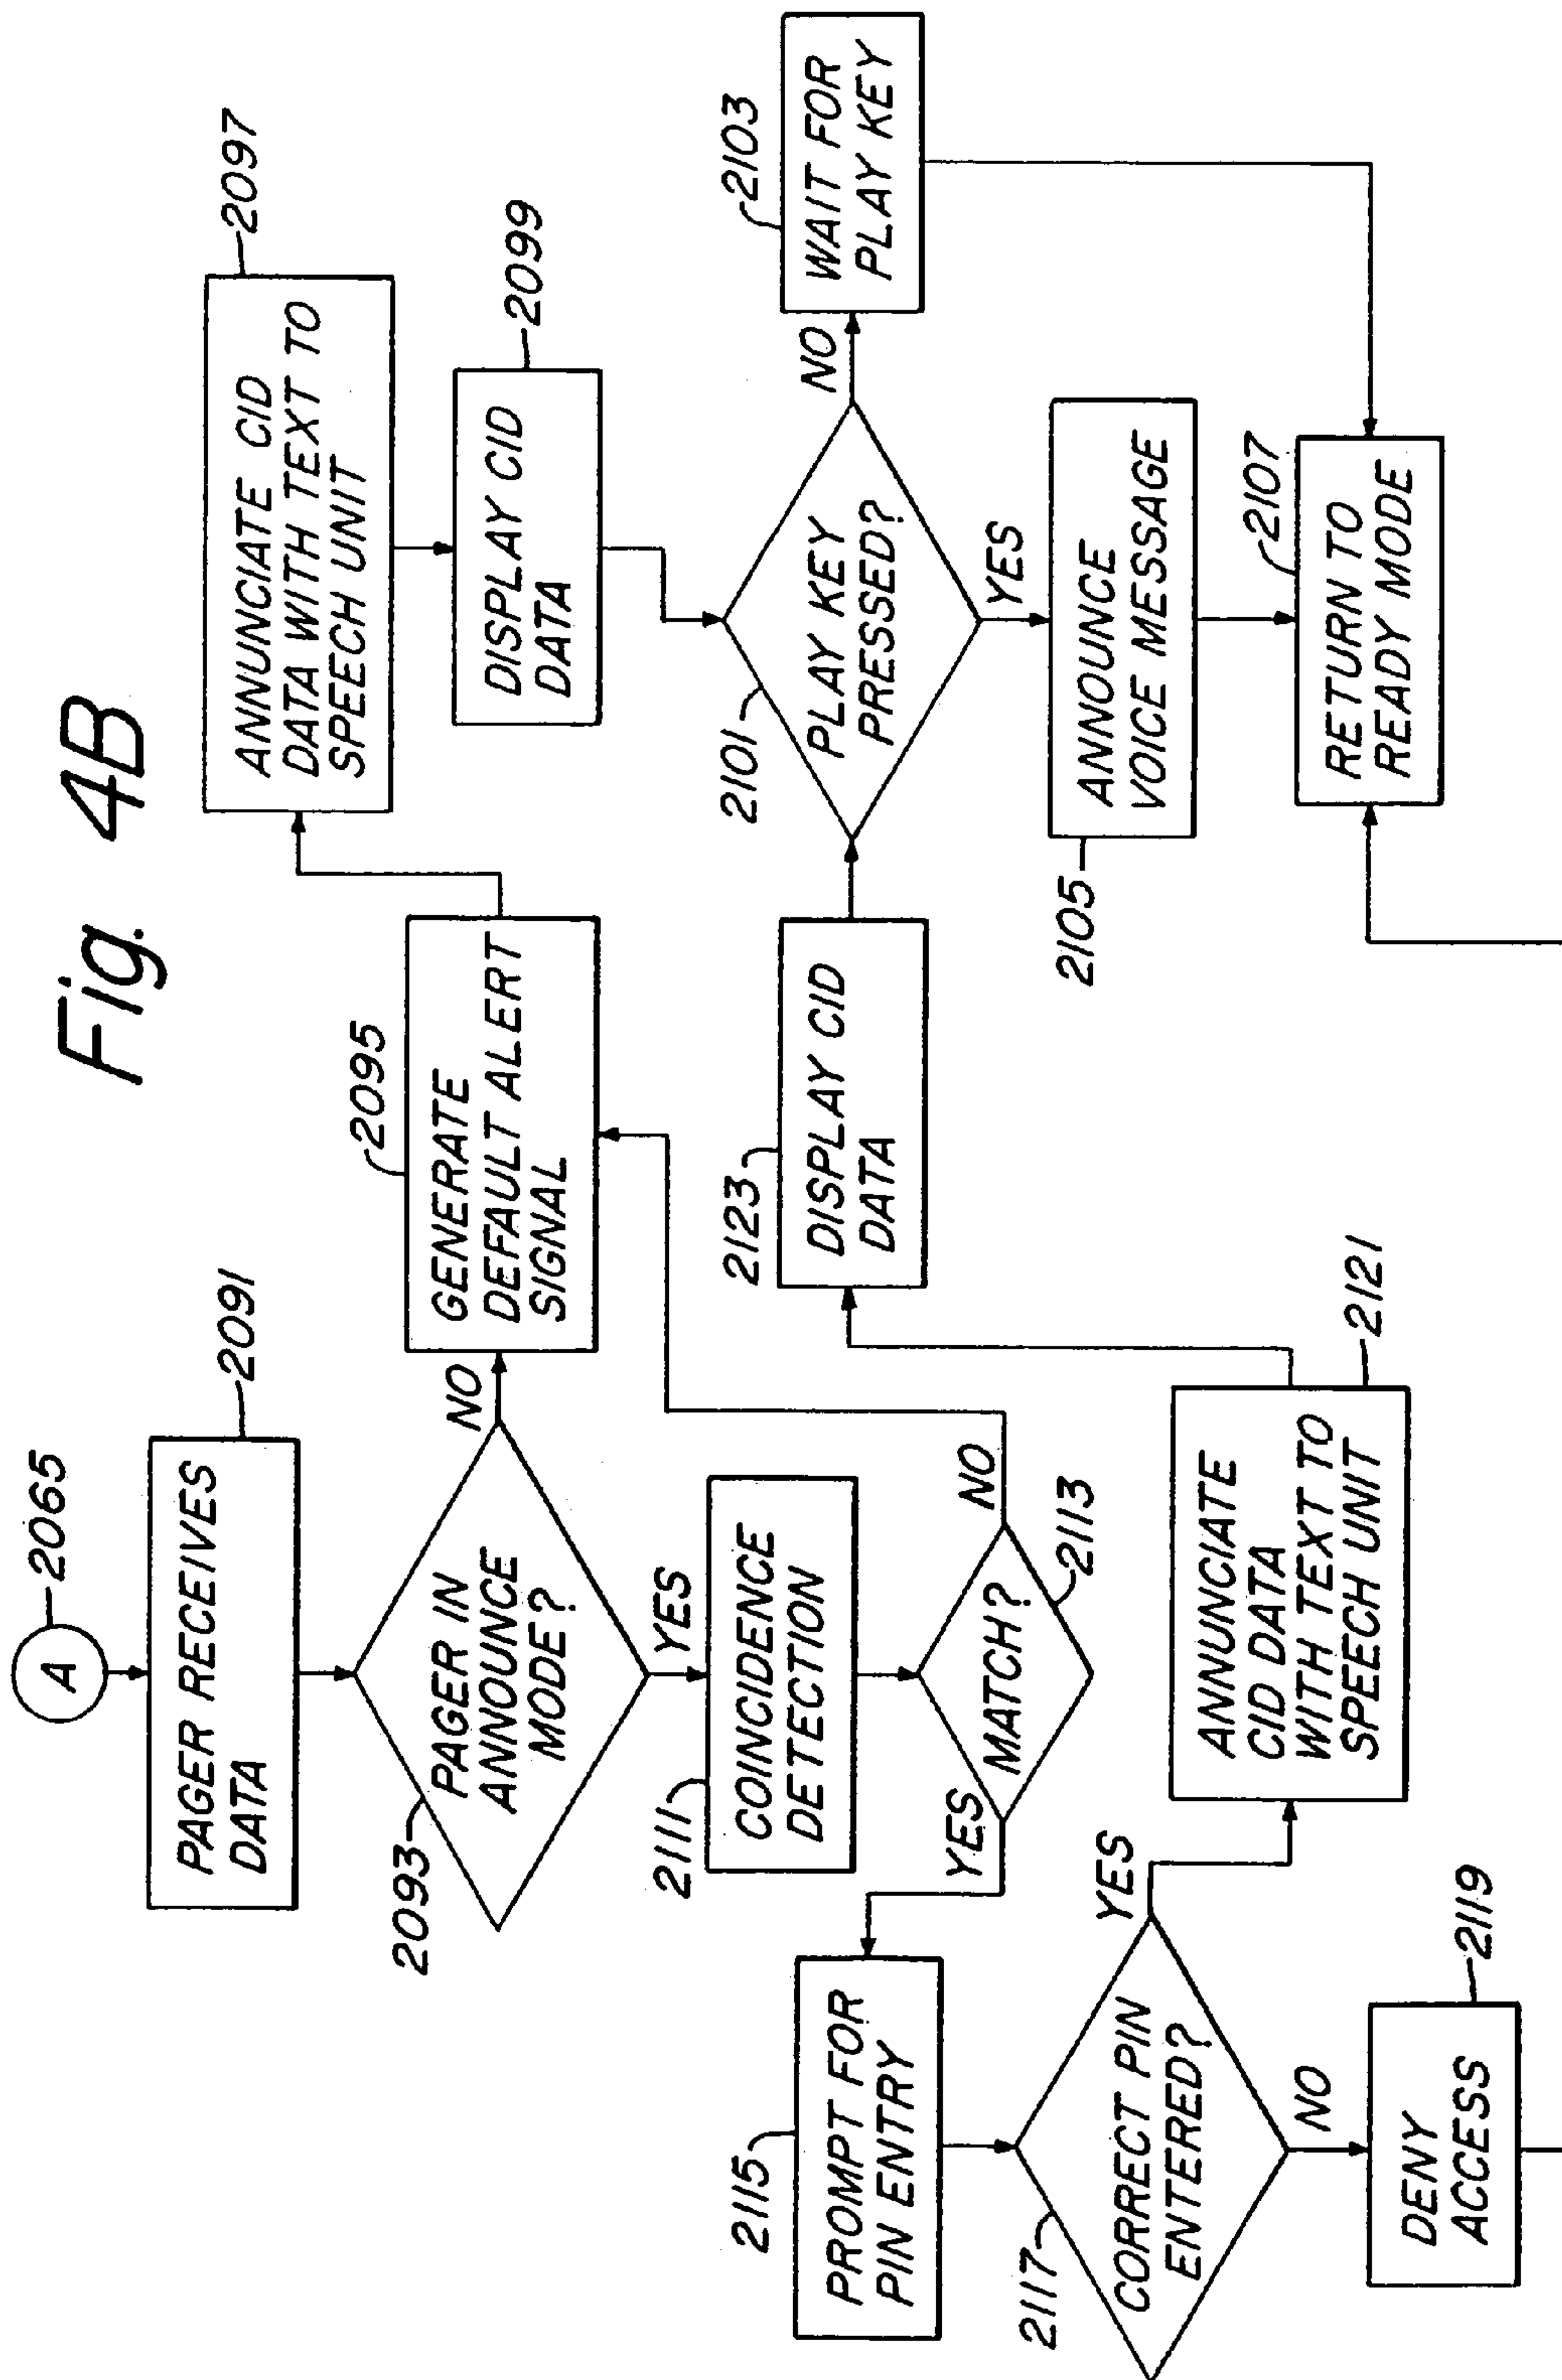 Fig. 4B
A
2065
PAGER RECEIVES
DATA
2091
2093
PAGER IN
ANNOUNCE
MODE?
NO
YES
2095
GENERATE
DEFAULT ALERT
SIGNAL
2097
ANNUNCIATE CID
DATA WITH TEXT TO
SPEECH UNIT
2099
DISPLAY CID
DATA
2111
COINCIDENCE
DETECTION
MATCH?
2113
YES
NO
2115
PROMPT FOR
PIN ENTRY
2117
CORRECT PIN
ENTERED?
YES
NO
2119
DENY
ACCESS
2121
ANNUNCIATE
CID DATA
WITH TEXT TO
SPEECH UNIT
2123
DISPLAY CID
DATA
2101
PLAY KEY
PRESSED?
NO
YES
2103
WAIT FOR
PLAY KEY
2105
ANNOUNCE
VOICE MESSAGE
2107
RETURN TO
READY MODE